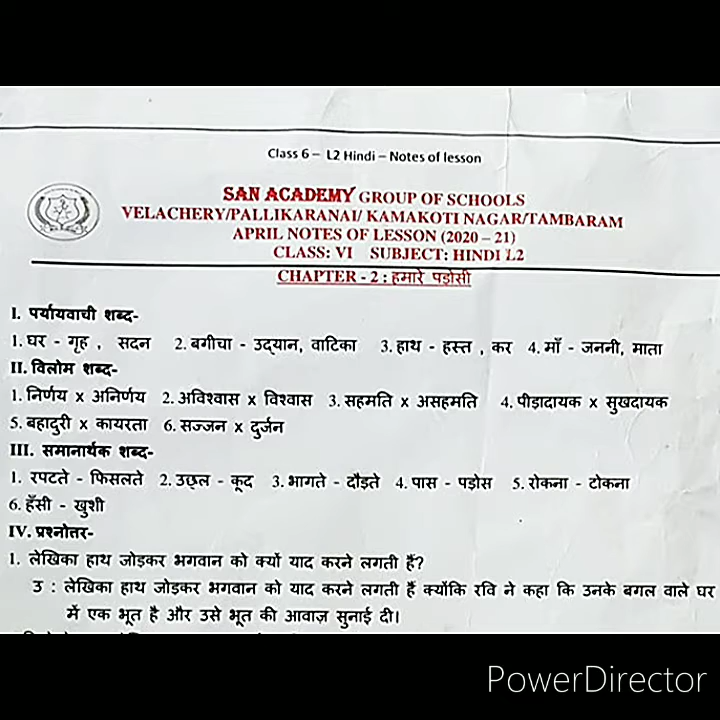 Class 6 – L2 Hindi – Notes of lesson
SAN ACADEMY GROUP OF SCHOOLS
VELACHERY/PALLIKARANAI/ KAMAKOTI NAGAR/TAMBARAM
APRIL NOTES OF LESSON (2020 – 21)
CLASS: VI SUBJECT: HINDI L2
CHAPTER - 2 : हमारे पड़ोसी
I. पर्यायवाची शब्द-
1. घर - गृह , सदन 2. बगीचा - उद्यान, वाटिका 3. हाथ - हस्त , कर 4. माँ - जननी, माता
II. विलोम शब्द-
1. निर्णय x अनिर्णय 2. अविश्वास x विश्वास 3. सहमति x असहमति 4. पीड़ादायक x सुखदायक
5. बहादुरी x कायरता 6. सज्जन x दुर्जन
III. समानार्थक शब्द-
1. रपटते - फिसलते 2. उछ्ल - कूद 3. भागते - दौड़ते 4. पास - पड़ोस 5. रोकना - टोकना
6. हँसी - खुशी
IV. प्रश्नोतर-
1. लेखिका हाथ जोड़कर भगवान को क्यों याद करने लगती हैं?
उ : लेखिका हाथ जोड़कर भगवान को याद करने लगती हैं क्योंकि रवि ने कहा कि उनके बगल वाले घर
में एक भूत है और उसे भूत की आवाज़ सुनाई दी।
PowerDirector